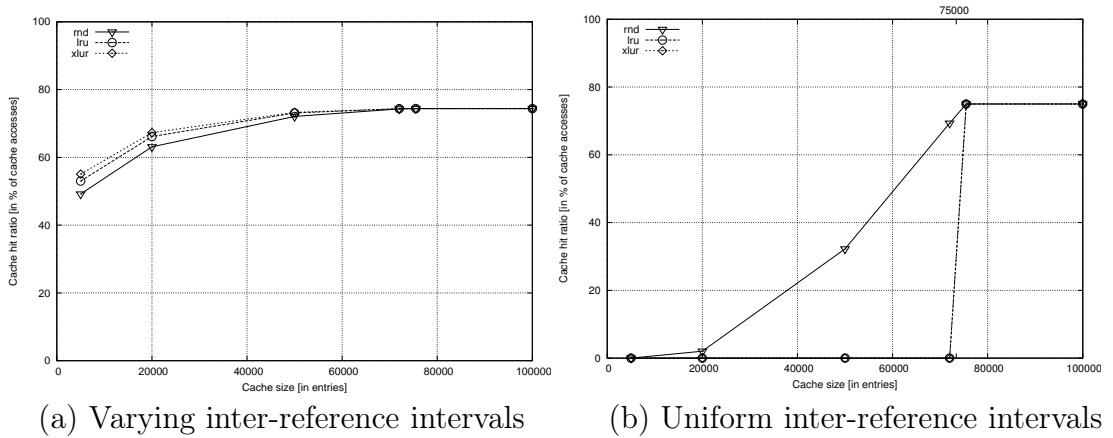 100
80
60
40
20
0
rnd
lru
xlur
Cache hit ratio [in % of cache accesses]
0 20000 40000 60000 80000 100000
Cache size [in entries]
(a) Varying inter-reference intervals
75000
100
80
60
40
20
0
rnd
lru
xlur
Cache hit ratio [in % of cache accesses]
0 20000 40000 60000 80000 100000
Cache size [in entries]
(b) Uniform inter-reference intervals